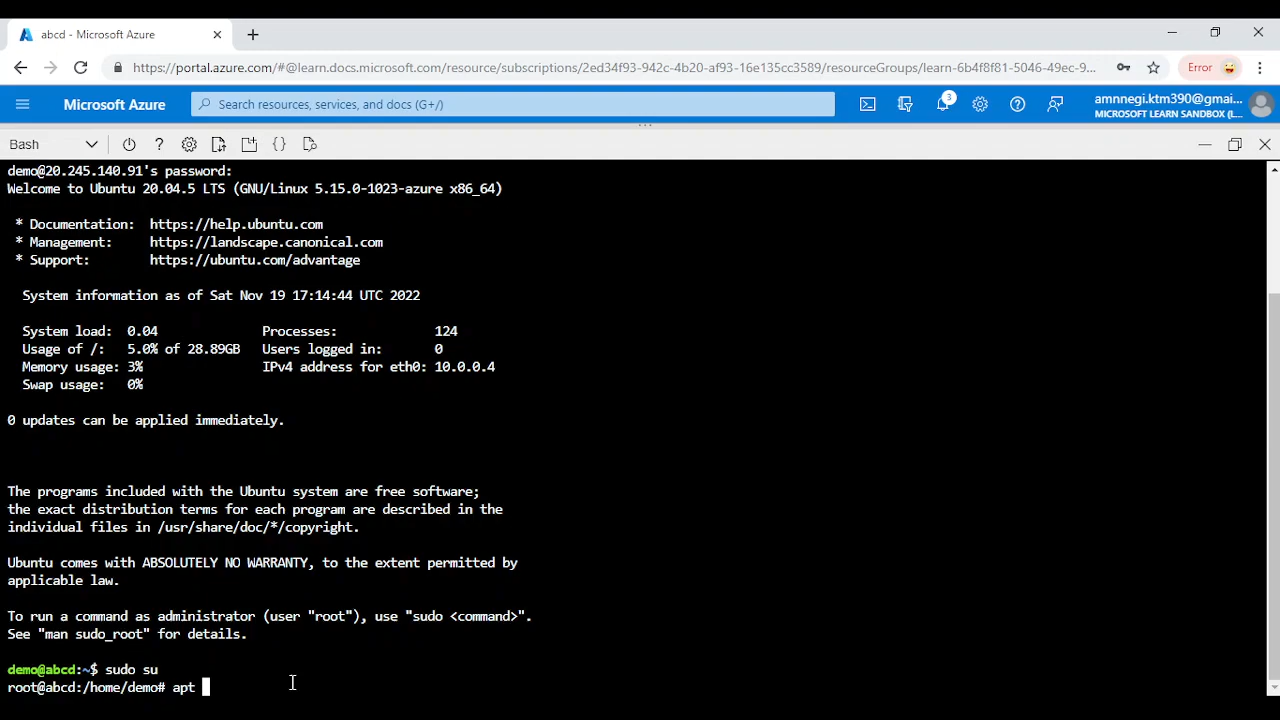 abcd - Microsoft Azure
https://portal.azure.com/#@learn.docs.microsoft.com/resource/subscriptions/2ed34f93-942c-4b20-af93-16e135cc3589/resourceGroups/learn-6b4f8f81-5046-49ec-9...
Error
Microsoft Azure
Search resources, services, and docs (G+/)
3
amnnegi.ktm390@gmai...
MICROSOFT LEARN SANDBOX (L...
Bash
demo@20.245.140.91's password:
Welcome to Ubuntu 20.04.5 LTS (GNU/Linux 5.15.0-1023-azure x86_64)
* Documentation: https://help.ubuntu.com
* Management: https://landscape.canonical.com
* Support: https://ubuntu.com/advantage
System information as of Sat Nov 19 17:14:44 UTC 2022
System load: 0.04 Processes: 124
Usage of /: 5.0% of 28.89GB Users logged in: 0
Memory usage: 3% IPv4 address for eth0: 10.0.0.4
Swap usage: 0%
0 updates can be applied immediately.
The programs included with the Ubuntu system are free software;
the exact distribution terms for each program are described in the
individual files in /usr/share/doc/*/copyright.
Ubuntu comes with ABSOLUTELY NO WARRANTY, to the extent permitted by
applicable law.
To run a command as administrator (user "root"), use "sudo <command>".
See "man sudo_root" for details.
demo@abcd:~$ sudo su
root@abcd:/home/demo# apt